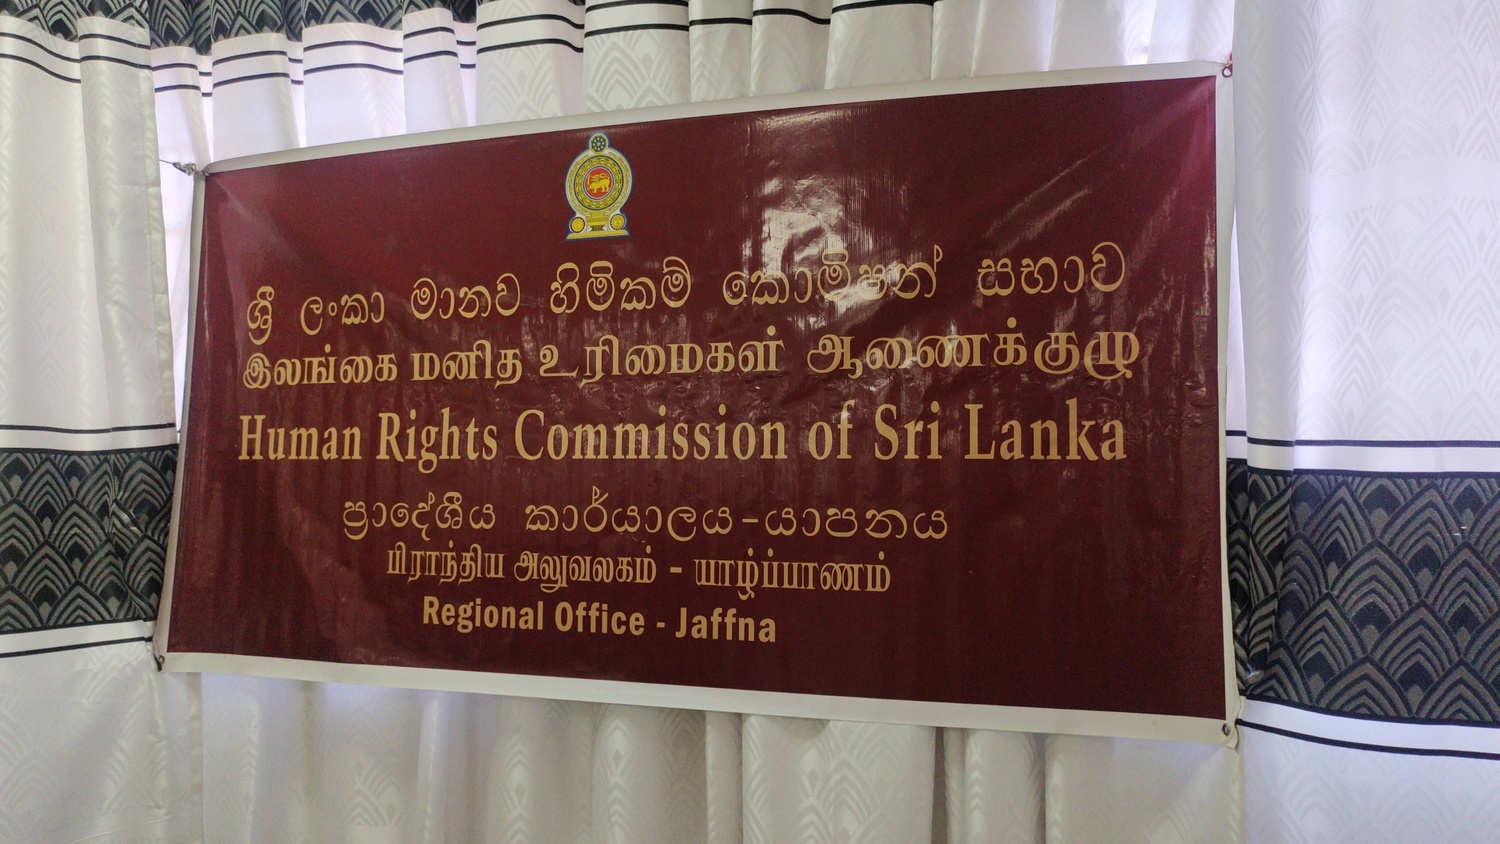 ශ්‍රී ලංකා මානව හිමිකම් කොමිෂන් සභාව
இலங்கை மனித உரிமைகள் ஆணைக்குழு
Human Rights Commission of Sri Lanka
ප්‍රාදේශීය කාර්යාලය-යාපනය
பிராந்திய அலுவலகம் - யாழ்ப்பாணம்
Regional Office - Jaffna